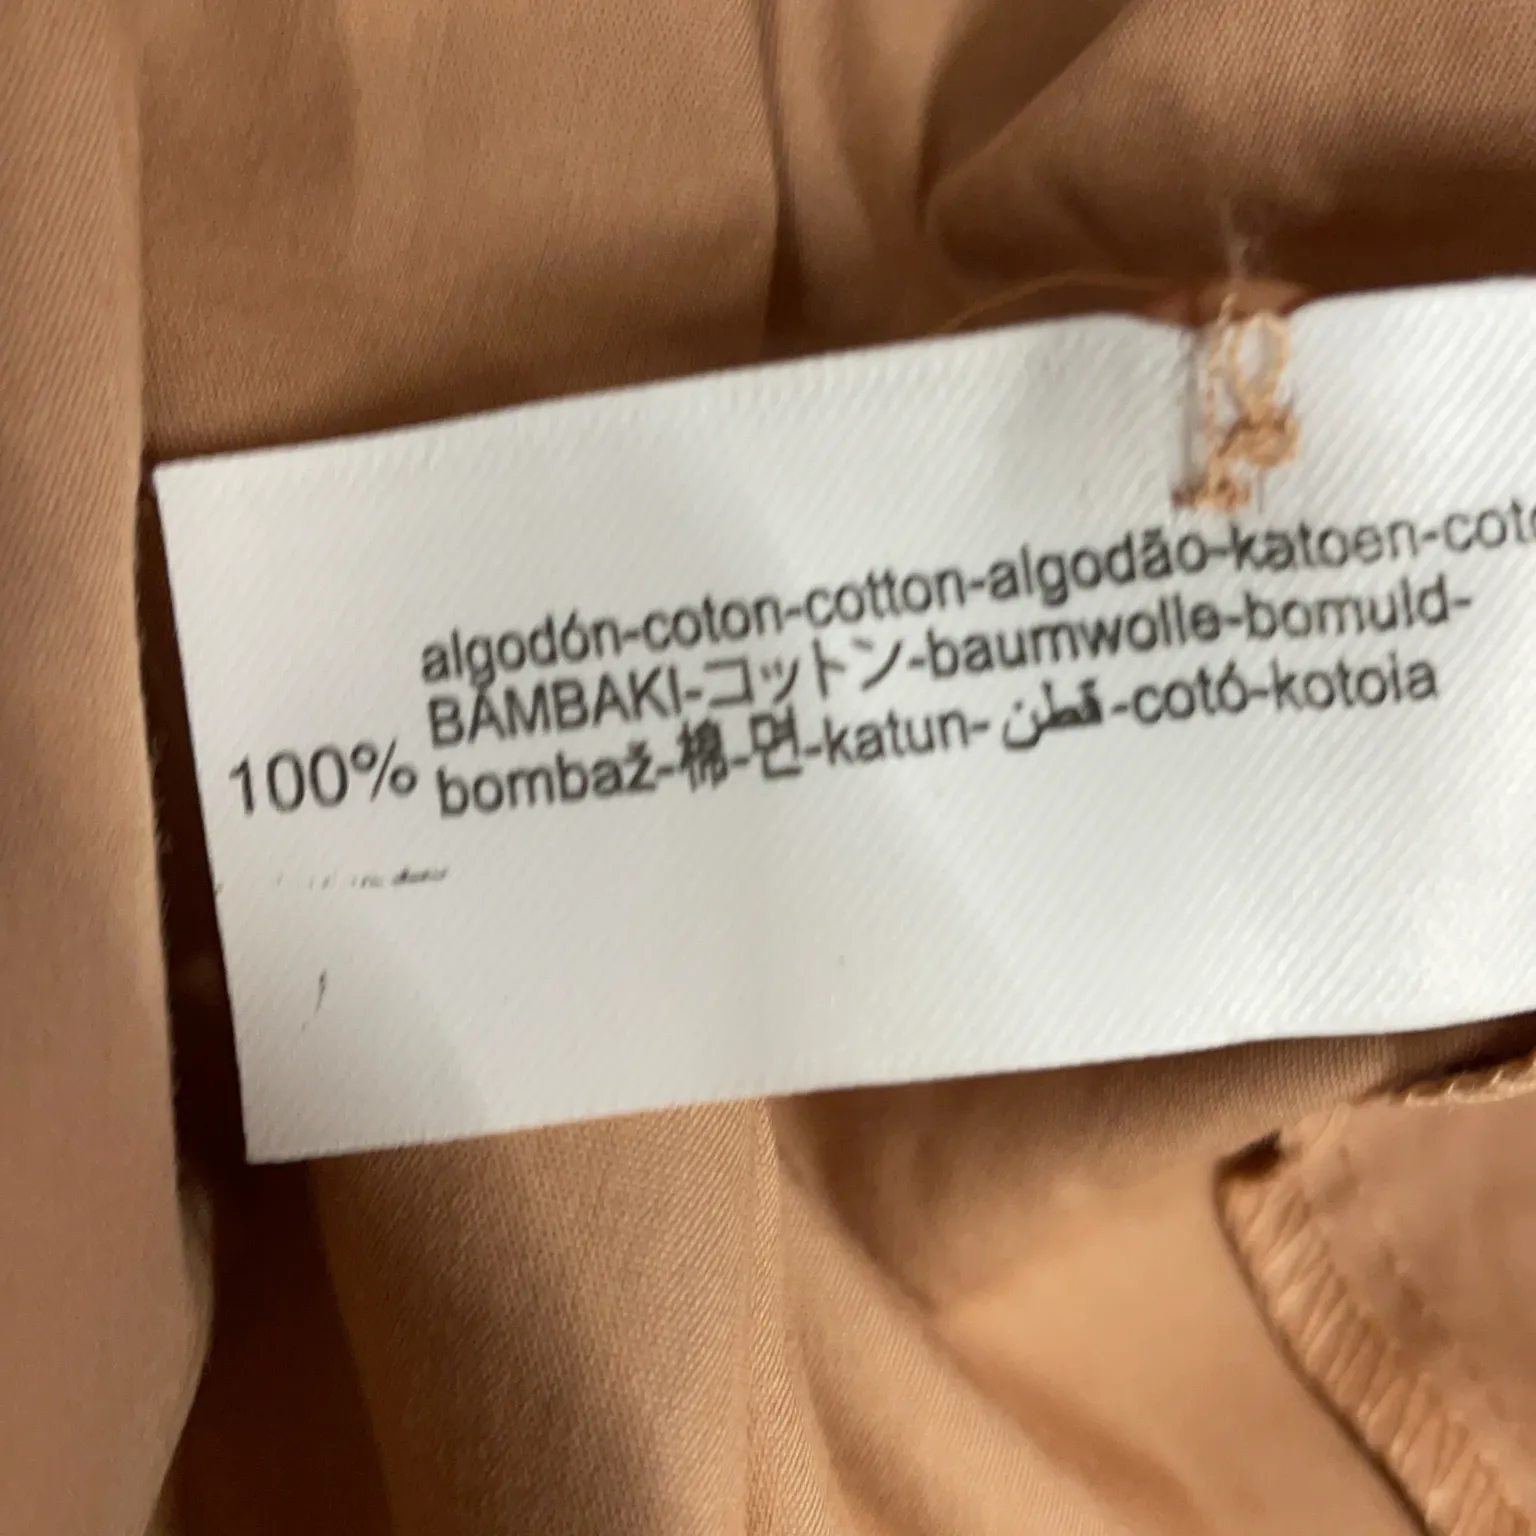 algodón-coton-cotton-algodão-katoen-coto
BAMBAKI-コットン-baumwolle-bomuld-
100% bombaž-棉-면-katun- قطن -cotó-kotoia